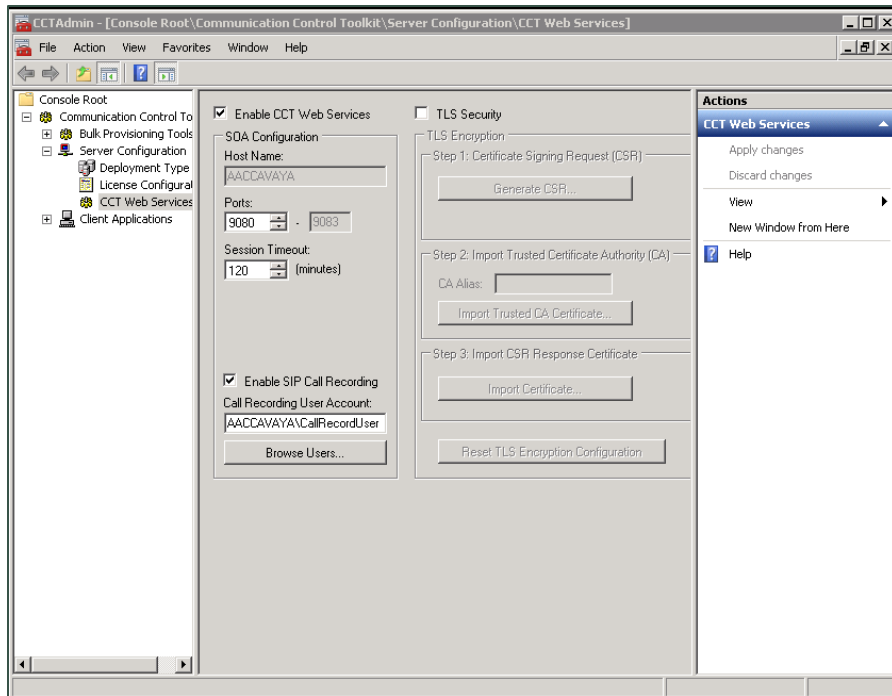 CCTAdmin - [Console Root\Communication Control Toolkit\Server Configuration\CCT Web Services]
File Action View Favorites Window Help
Console Root
Communication Control To
Bulk Provisioning Tools
Server Configuration
Deployment Type
License Configurat
CCT Web Services
Client Applications
Enable CCT Web Services
SOA Configuration
Host Name:
AACCAVAYA
Ports:
9080 - 9083
Session Timeout:
120 (minutes)
Enable SIP Call Recording
Call Recording User Account:
AACCAVAYA\CallRecordUser
Browse Users...
TLS Security
TLS Encryption
Step 1: Certificate Signing Request (CSR)
Generate CSR...
Step 2: Import Trusted Certificate Authority (CA)
CA Alias:
Import Trusted CA Certificate...
Step 3: Import CSR Response Certificate
Import Certificate...
Reset TLS Encryption Configuration
Actions
CCT Web Services
Apply changes
Discard changes
View
New Window from Here
Help